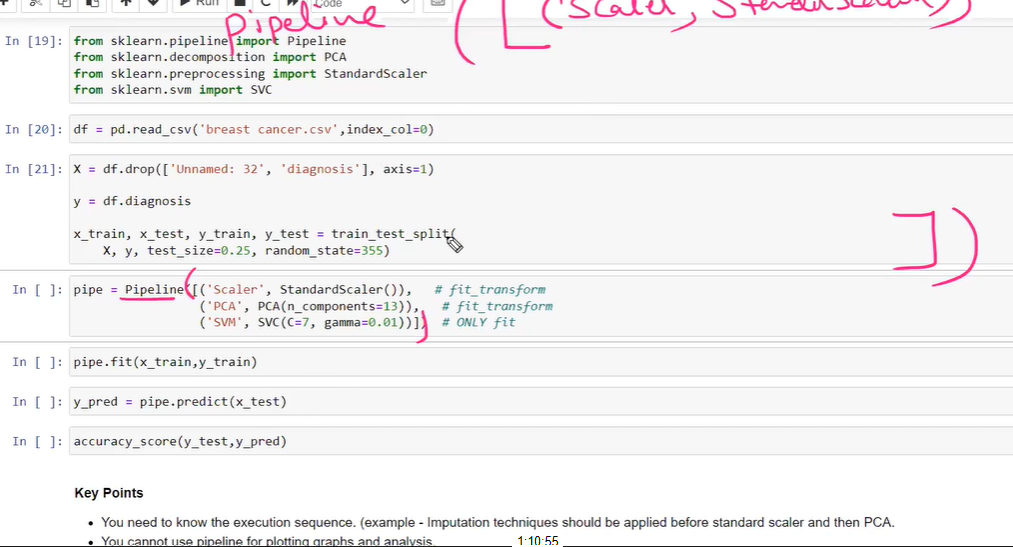 Run Code
Pipeline ([('Scaler',
In [19]: from sklearn.pipeline import Pipeline
from sklearn.decomposition import PCA
from sklearn.preprocessing import StandardScaler
from sklearn.svm import SVC
In [20]: df = pd.read_csv('breast cancer.csv',index_col=0)
In [21]: X = df.drop(['Unnamed: 32', 'diagnosis'], axis=1)
y = df.diagnosis
x_train, x_test, y_train, y_test = train_test_split(
X, y, test_size=0.25, random_state=355)
])
In [ ]: pipe = Pipeline([('Scaler', StandardScaler()), # fit_transform
('PCA', PCA(n_components=13)), # fit_transform
('SVM', SVC(C=7, gamma=0.01))]) # ONLY fit
In [ ]: pipe.fit(x_train,y_train)
In [ ]: y_pred = pipe.predict(x_test)
In [ ]: accuracy_score(y_test,y_pred)
Key Points
• You need to know the execution sequence. (example - Imputation techniques should be applied before standard scaler and then PCA.
• You cannot use pipeline for plotting graphs and analysis.
1:10:55